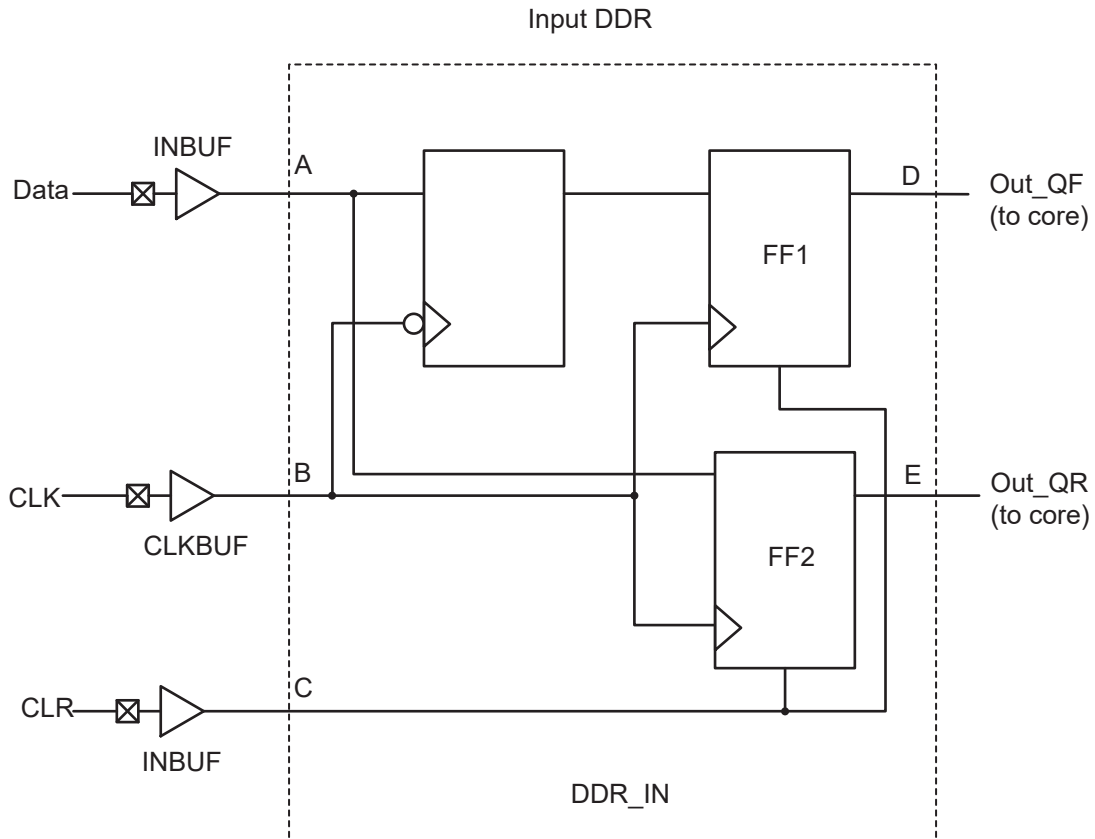 Input DDR
INBUF
Data
A
FF1
D
Out_QF
(to core)
CLK
CLKBUF
B
FF2
E
Out_QR
(to core)
CLR
INBUF
C
DDR_IN